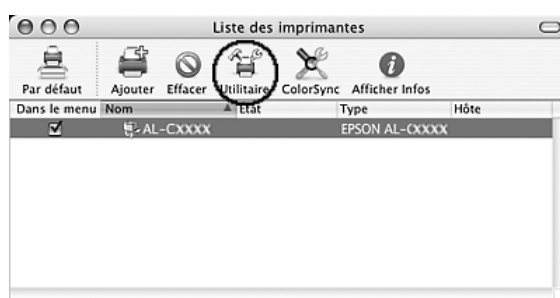 Liste des imprimantes
Par défaut Ajouter Effacer Utilitaire ColorSync Afficher Infos
Dans le menu Nom Etat Type Hôte
AL-CXXXX EPSON AL-CXXXX